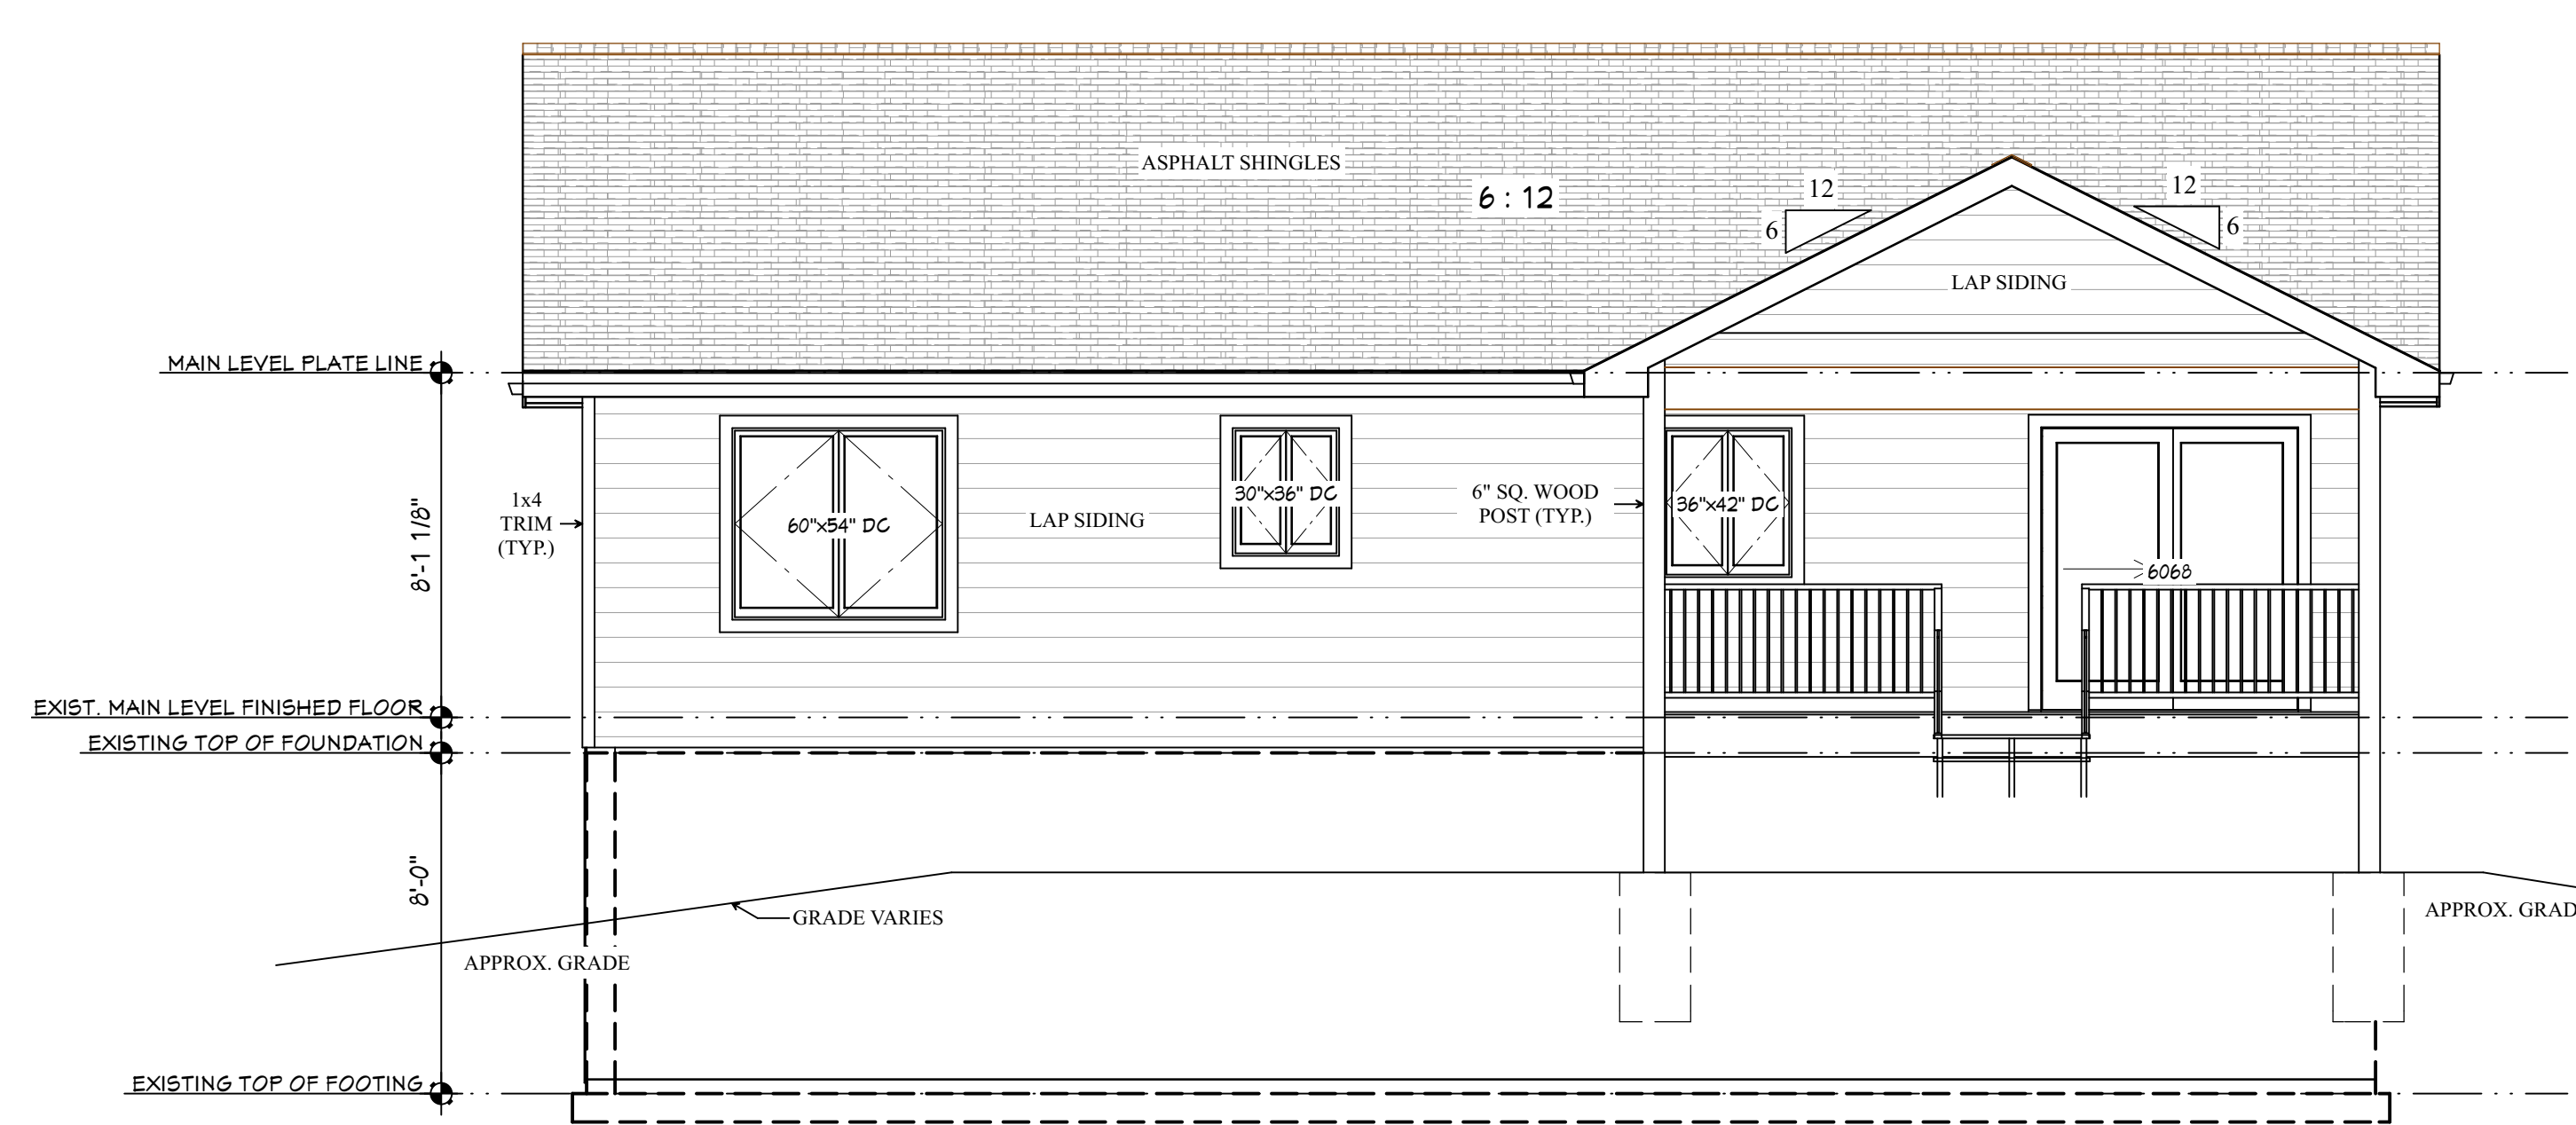 ASPHALT SHINGLES
6 : 12
12
6
12
6
LAP SIDING
MAIN LEVEL PLATE LINE
8'-1 1/8"
1x4
TRIM
(TYP.)
60"x54" DC
LAP SIDING
30"x36" DC
6" SQ. WOOD
POST (TYP.)
36"x42" DC
6068
EXIST. MAIN LEVEL FINISHED FLOOR
EXISTING TOP OF FOUNDATION
8'-0"
GRADE VARIES
APPROX. GRADE
APPROX. GRAD
EXISTING TOP OF FOOTING